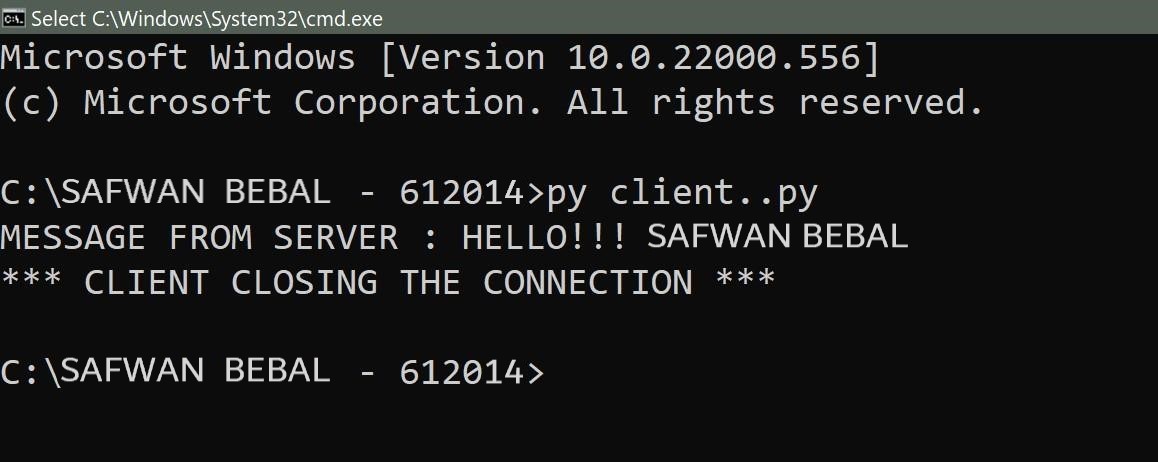 Select C:\Windows\System32\cmd.exe
Microsoft Windows [Version 10.0.22000.556]
(c) Microsoft Corporation. All rights reserved.
C:\SAFWAN BEBAL - 612014>py client..py
MESSAGE FROM SERVER : HELLO!!! SAFWAN BEBAL
*** CLIENT CLOSING THE CONNECTION ***
C:\SAFWAN BEBAL - 612014>